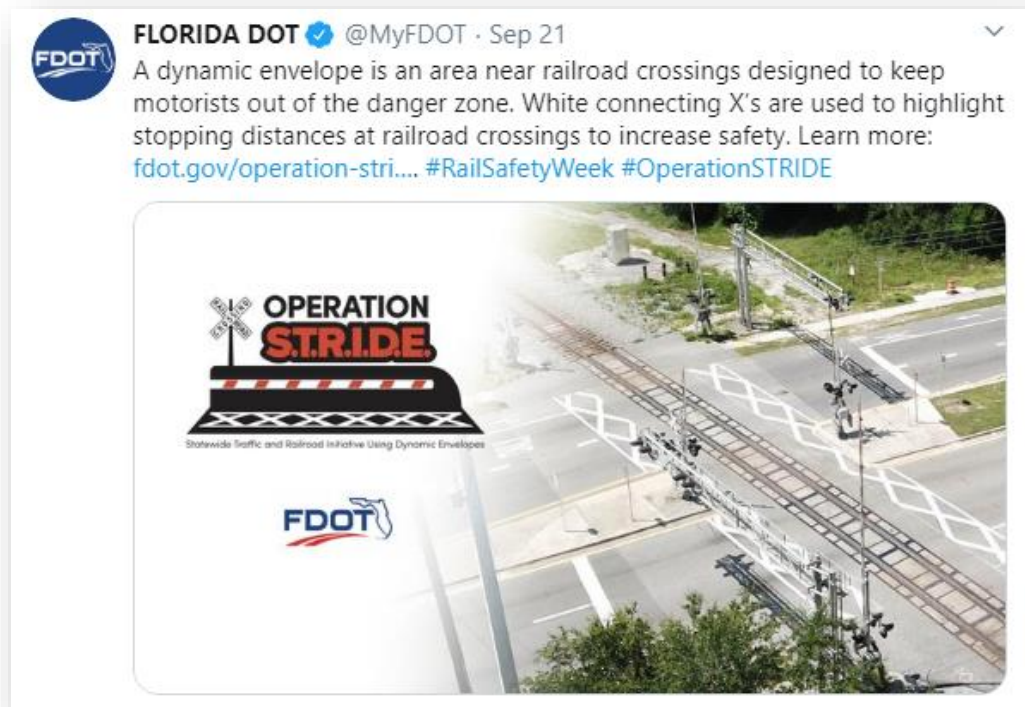 FLORIDA DOT @MyFDOT · Sep 21
FDOT
A dynamic envelope is an area near railroad crossings designed to keep
motorists out of the danger zone. White connecting X's are used to highlight
stopping distances at railroad crossings to increase safety. Learn more:
fdot.gov/operation-stri.... #RailSafetyWeek #OperationSTRIDE
RAILROAD CROSSING
OPERATION
S.T.R.I.D.E.
Statewide Traffic and Railroad Initiative Using Dynamic Envelopes
FDOT